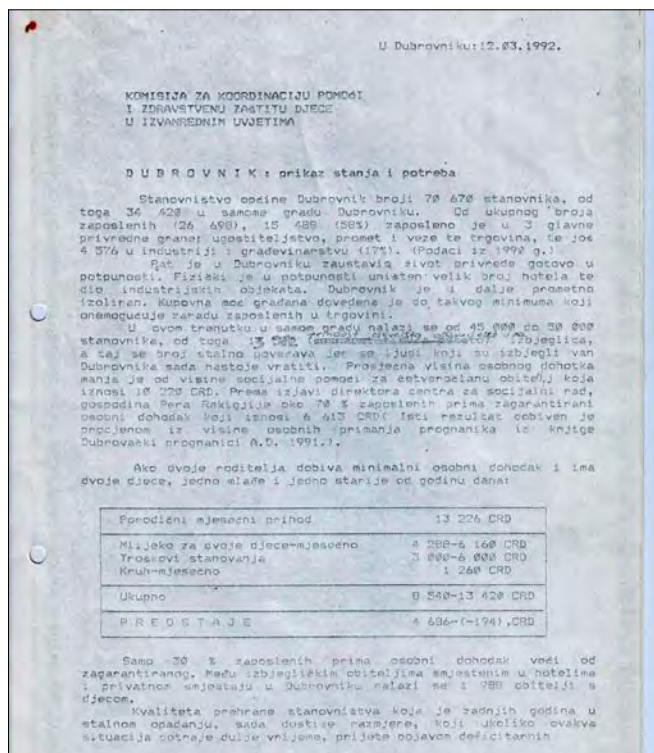 U Dubrovniku:12.03.1992.
KOMISIJA ZA KOORDINACIJU POMOĆI
I ZDRAVSTVENU ZAŠTITU DJECE
U IZVANREDNIM UVJETIMA
D U B R O V N I K : prikaz stanja i potreba
Stanovništvo općine Dubrovnik broji 70 670 stanovnika, od
toga 34 420 u samome gradu Dubrovniku. Od ukupnog broja
zaposlenih (26 698), 15 488 (58%) zaposleno je u 3 glavne
privredne grane: ugostiteljstvo, promet i veze te trgovina, te još
4 576 u industriji i građevinarstvu (17%). (Podaci iz 1990 g.)
Rat je u Dubrovniku zaustavio život privrede gotovo u
potpunosti. Fizički je u potpunosti uništen velik broj hotela te
dio industrijskih objekata. Dubrovnik je i dalje prometno
izoliran. Kupovna moć građana dovedena je do takvog minimuma koji
onemogućuje zaradu zaposlenih u trgovini.
U ovom trenutku u samom gradu nalazi se od 45 000 do 50 000
stanovnika, od toga izbjeglica,
a taj se broj stalno povećava jer se ljudi koji su izbjegli van
Dubrovnika sada nastoje vratiti. Prosječna visina osobnog dohotka
manja je od visine socijalne pomoći za četveročlanu obitelj koja
iznosi 10 220 CRD. Prema izjavi direktora centra za socijalni rad,
gospodina Pera oko 70 % zaposlenih prima zagarantirani
osobni dohodak koji iznosi 6 613 CRD( Isti rezultat dobiven je
procjenom iz visine osobnih primanja prognanika iz knjige
Dubrovački prognanici A.D. 1991.).
Ako dvoje roditelja dobiva minimalni osobni dohodak i ima
dvoje djece, jedno mlađe i jedno starije od godinu dana:
Porodični mjesečni prihod 13 226 CRD
Mlijeko za dvoje djece-mjesečno 4 280-6 160 CRD
Troškovi stanovanja 3 000-6 000 CRD
Kruh-mjesečno 1 260 CRD
Ukupno 8 540-13 420 CRD
P R E O S T A J E 4 686-(-194),CRD
Samo 30 % zaposlenih prima osobni dohodak veći od
zagarantiranog. Među izbjegličkim obiteljima smještenim u hotelima
i privatnom smještaju u Dubrovniku nalazi se i 988 obitelji s
djecom.
Kvaliteta prehrane stanovništva koja je zadnjih godina u
stalnom opadanju, sada dostiže razmjere, koji ukoliko ovakva
situacija potraje dulje vrijeme, prijete pojavom deficitarnih